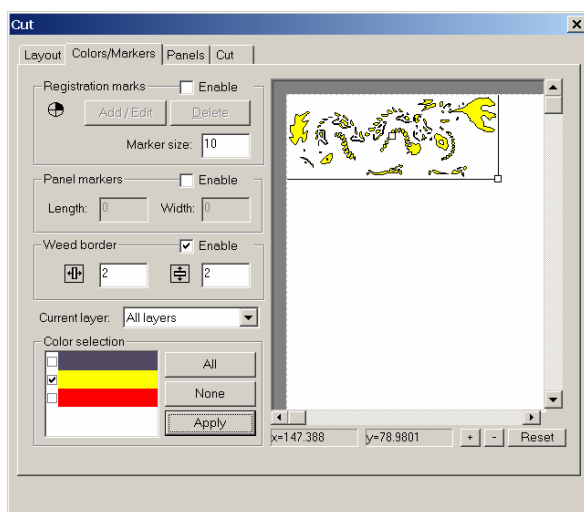 Cut
Layout Colors/Markers Panels Cut
Registration marks Enable
Add / Edit Delete
Marker size: 10
Panel markers Enable
Length: 0 Width: 0
Weed border Enable
2 2
Current layer: All layers
Color selection
All
None
Apply
x=147.388 y=78.9801 + - Reset